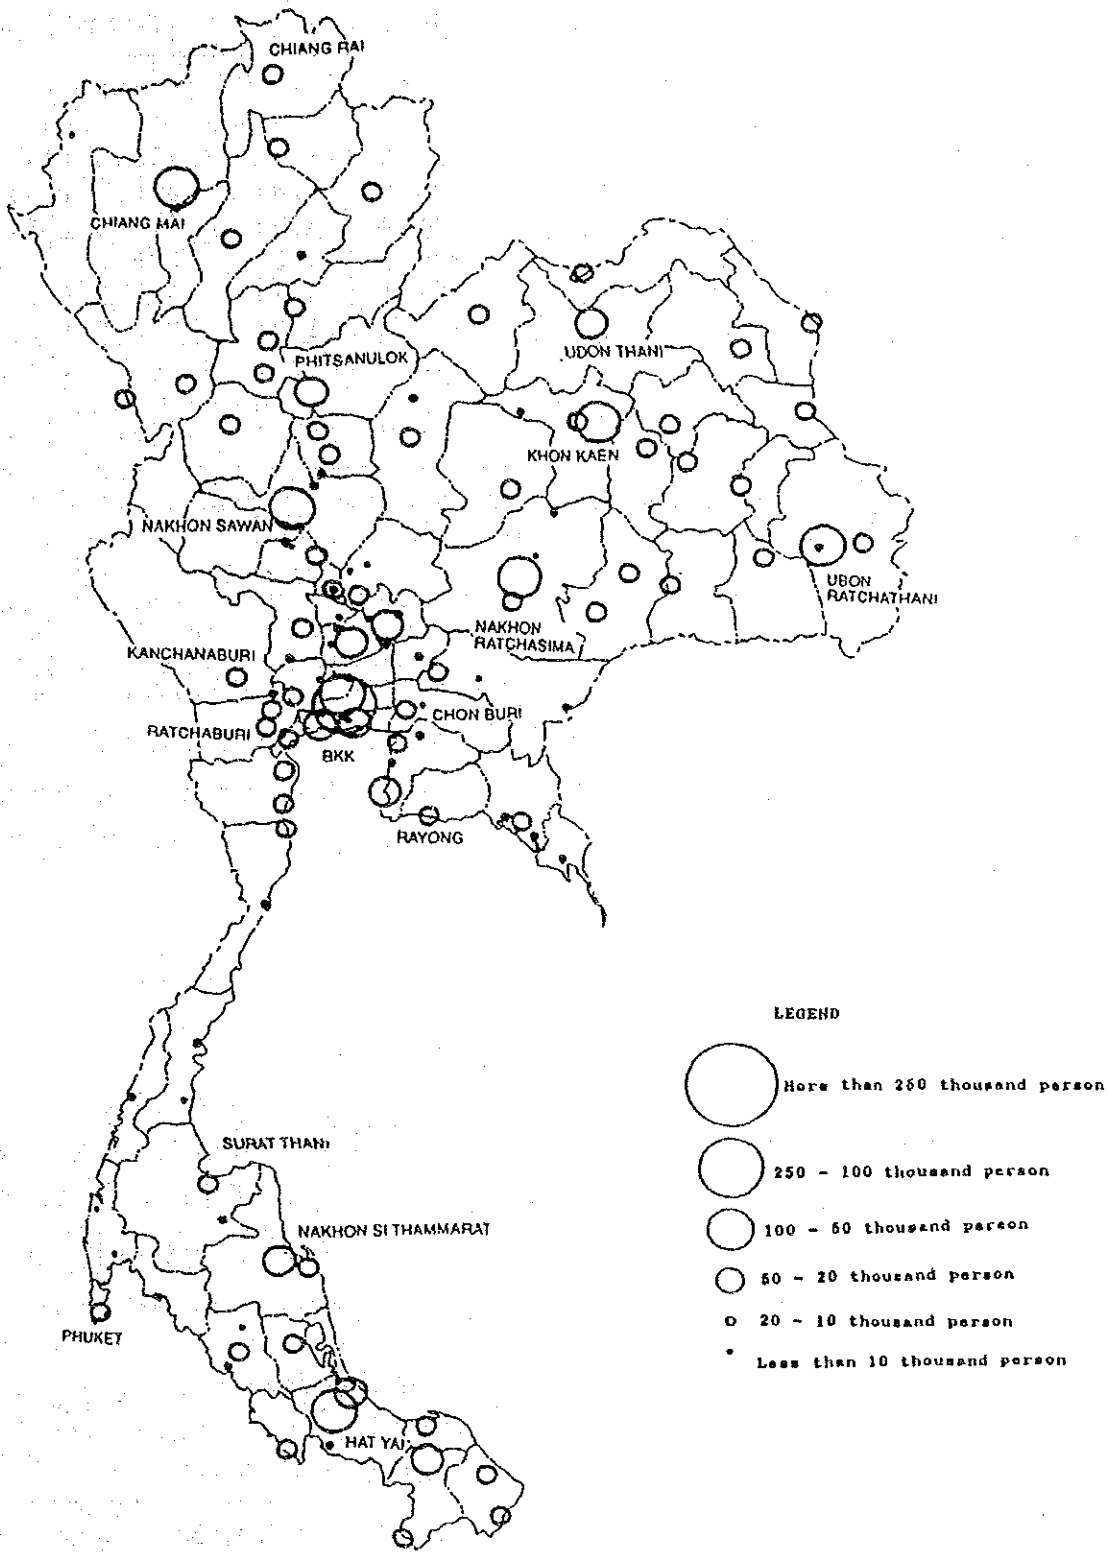 CHIANG RAI
CHIANG MAI
UDON THANI
PHITSANULOK
KHON KAEN
NAKHON SAWAN
UBON
RATCHATHANI
NAKHON
RATCHASIMA
KANCHANABURI
RATCHABURI
CHON BURI
BKK
RAYONG
SURAT THANI
NAKHON SI THAMMARAT
PHUKET
HAT YAI
LEGEND
More than 250 thousand person
250 - 100 thousand person
100 - 50 thousand person
50 - 20 thousand person
20 - 10 thousand person
Less than 10 thousand person